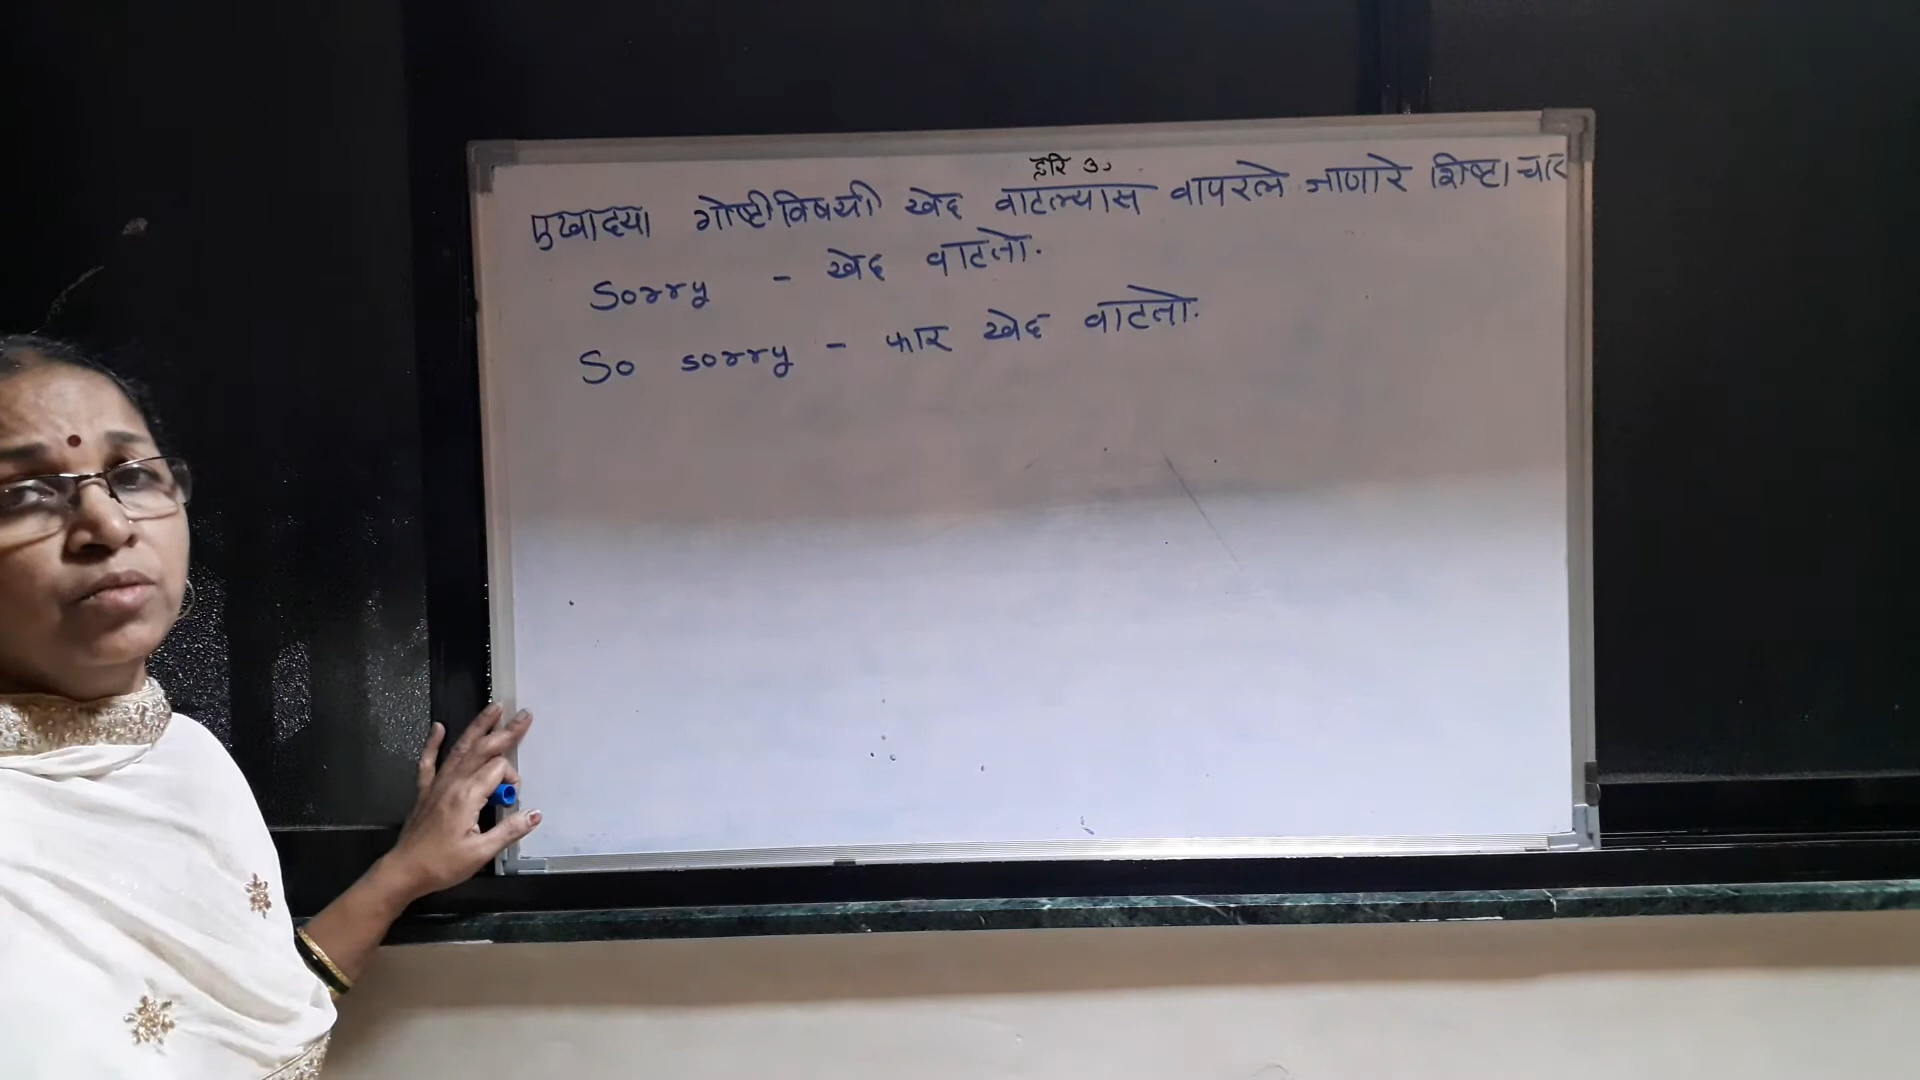 हरि ॐ
एखाद्या गोष्टीविषयी खेद वाटल्यास वापरले जाणारे शिष्टाचार
Sorry - खेद वाटतो.
So sorry - फार खेद वाटतो.